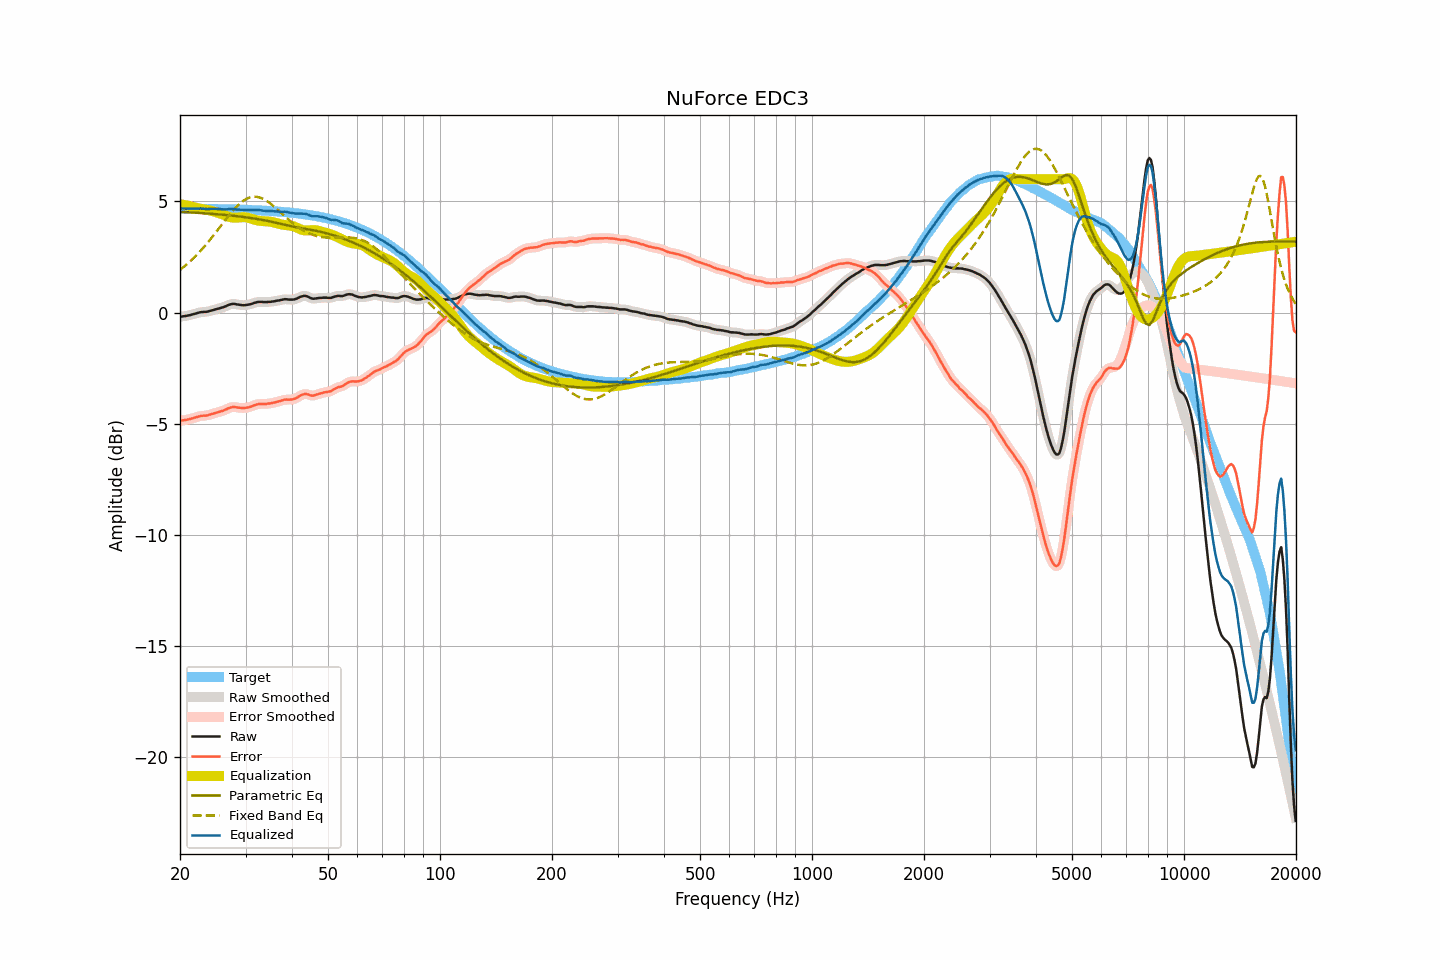 NuForce EDC3
Amplitude (dBr)
5
0
−5
−10
−15
−20
Target
Raw Smoothed
Error Smoothed
Raw
Error
Equalization
Parametric Eq
Fixed Band Eq
Equalized
20 50 100 200 500 1000 2000 5000 10000 20000
Frequency (Hz)